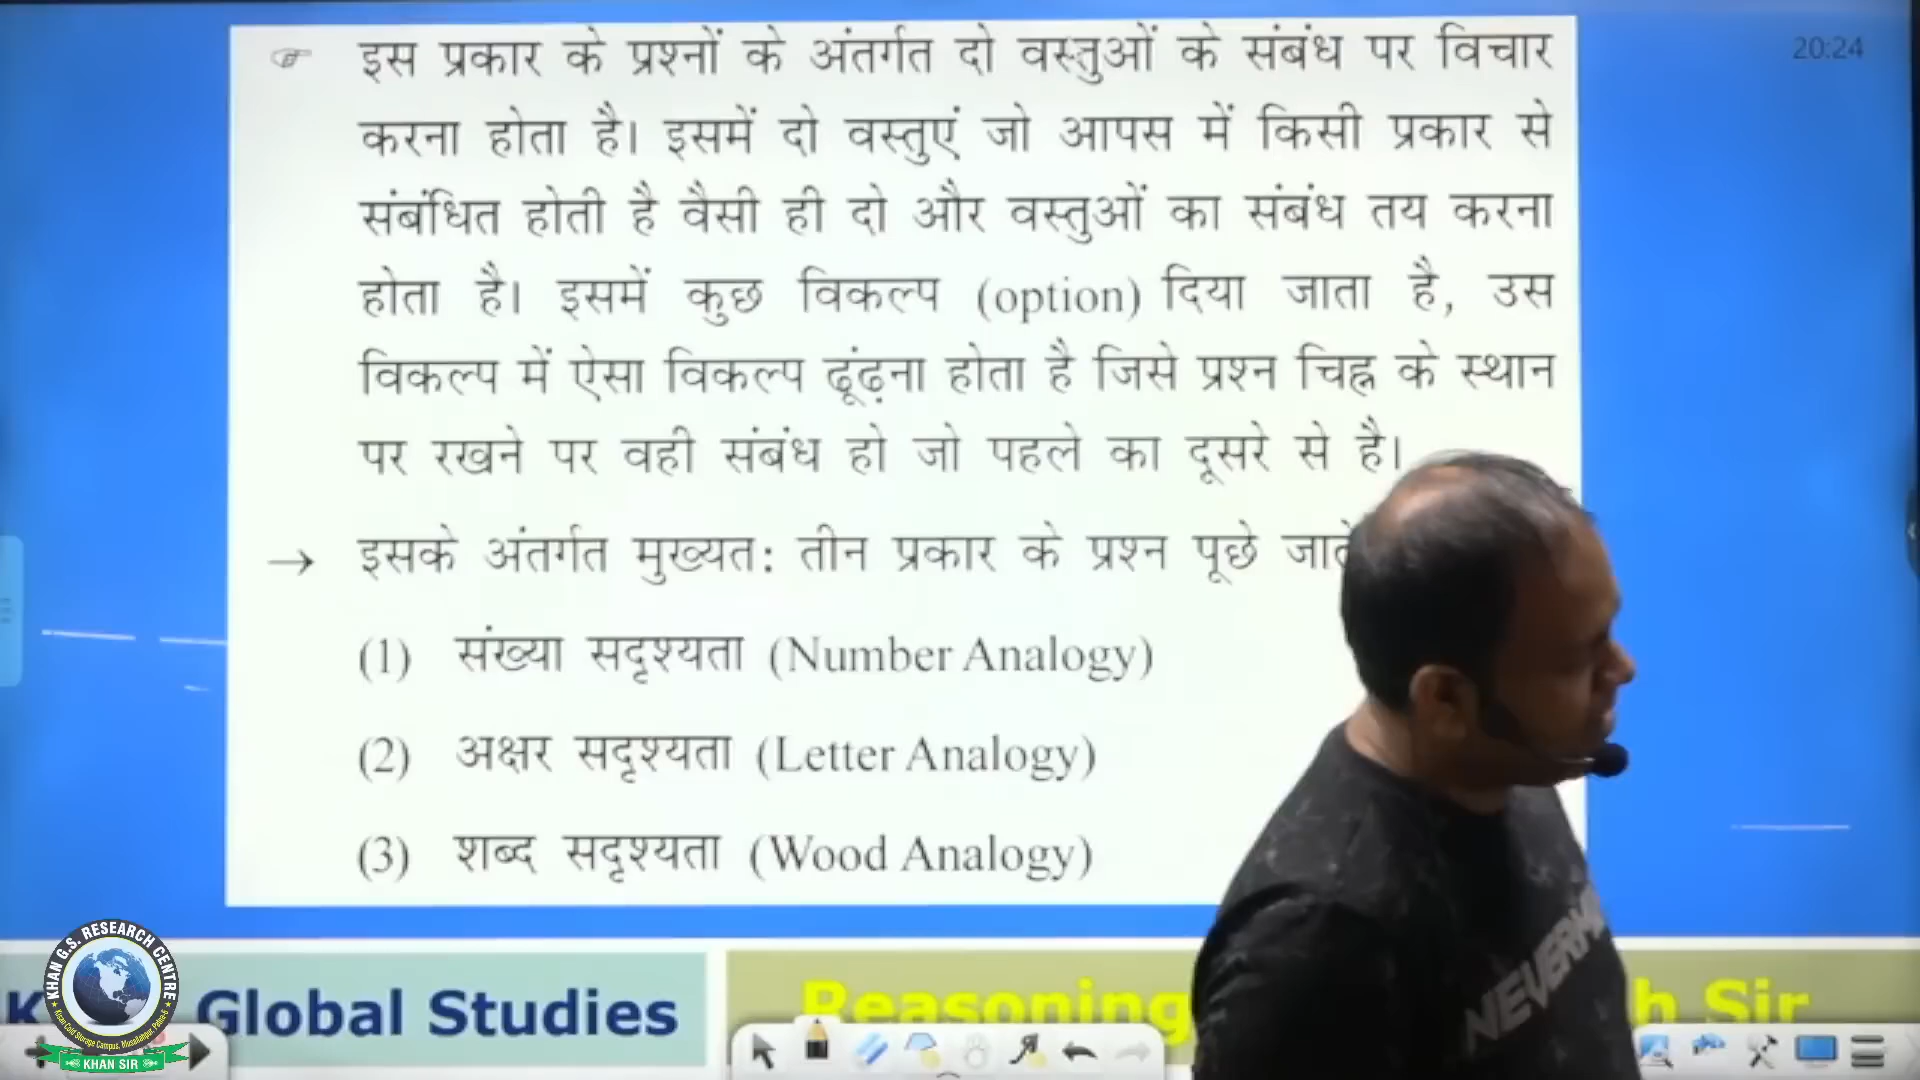 20:24
☞ इस प्रकार के प्रश्नों के अंतर्गत दो वस्तुओं के संबंध पर विचार
करना होता है। इसमें दो वस्तुएं जो आपस में किसी प्रकार से
संबंधित होती है वैसी ही दो और वस्तुओं का संबंध तय करना
होता है। इसमें कुछ विकल्प (option) दिया जाता है, उस
विकल्प में ऐसा विकल्प ढूंढ़ना होता है जिसे प्रश्न चिह्न के स्थान
पर रखने पर वही संबंध हो जो पहले का दूसरे से है।
→ इसके अंतर्गत मुख्यत: तीन प्रकार के प्रश्न पूछे जाते
(1) संख्या सदृश्यता (Number Analogy)
(2) अक्षर सदृश्यता (Letter Analogy)
(3) शब्द सदृश्यता (Wood Analogy)
Global Studies
Reasoning Sir
NEVERM
KHAN G.S. RESEARCH CENTRE
KHAN SIR